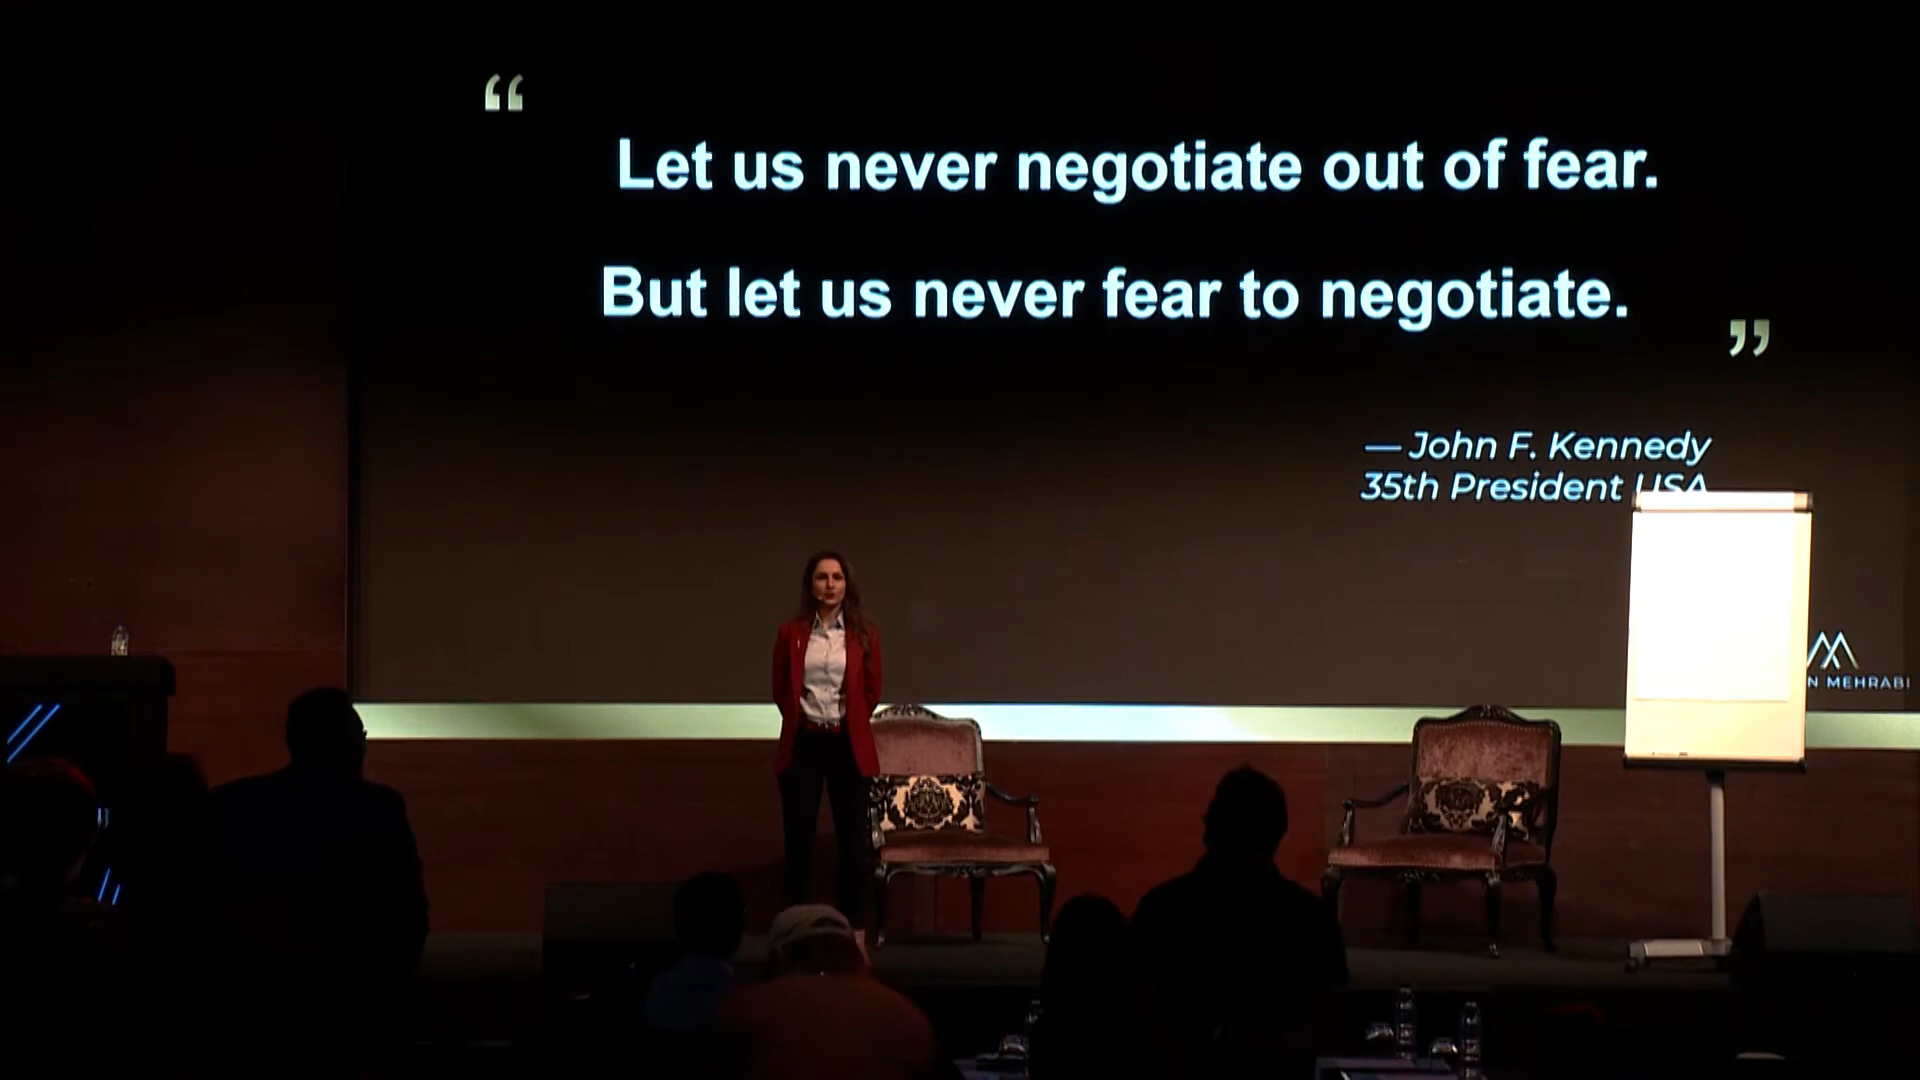 “
Let us never negotiate out of fear.
But let us never fear to negotiate.
”
— John F. Kennedy
35th President USA
N MEHRABI